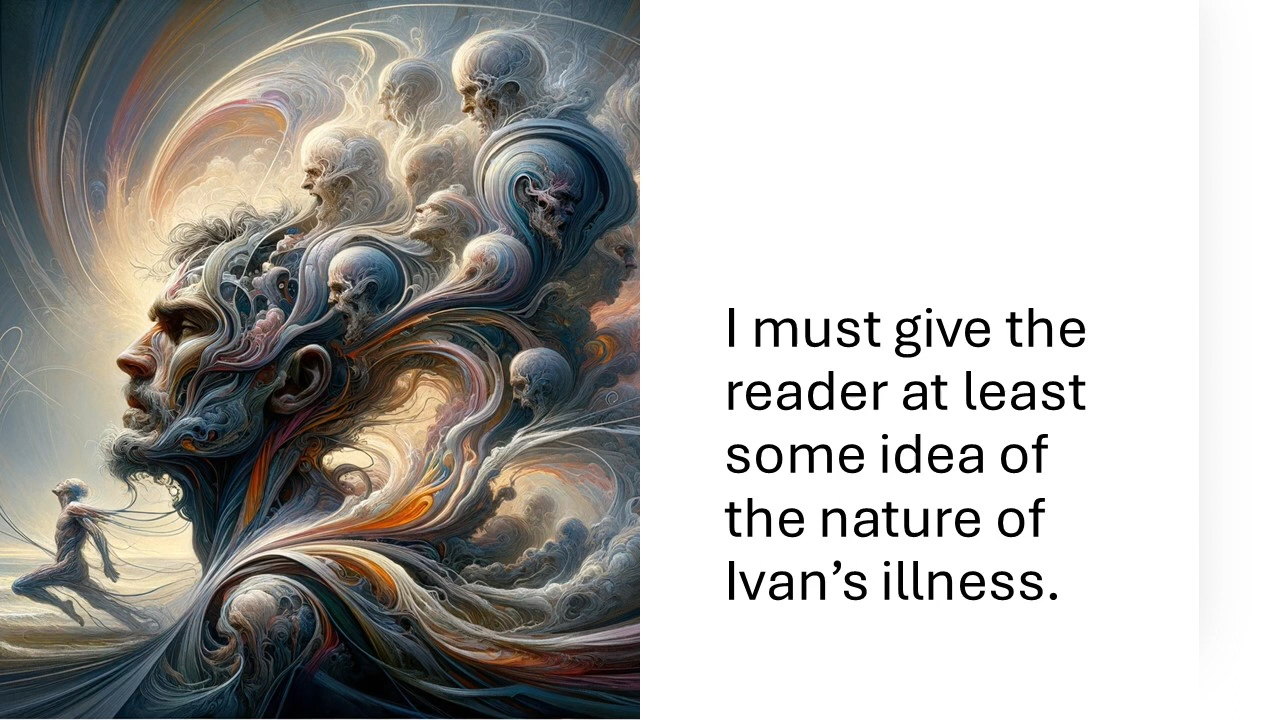 I must give the
reader at least
some idea of
the nature of
Ivan’s illness.